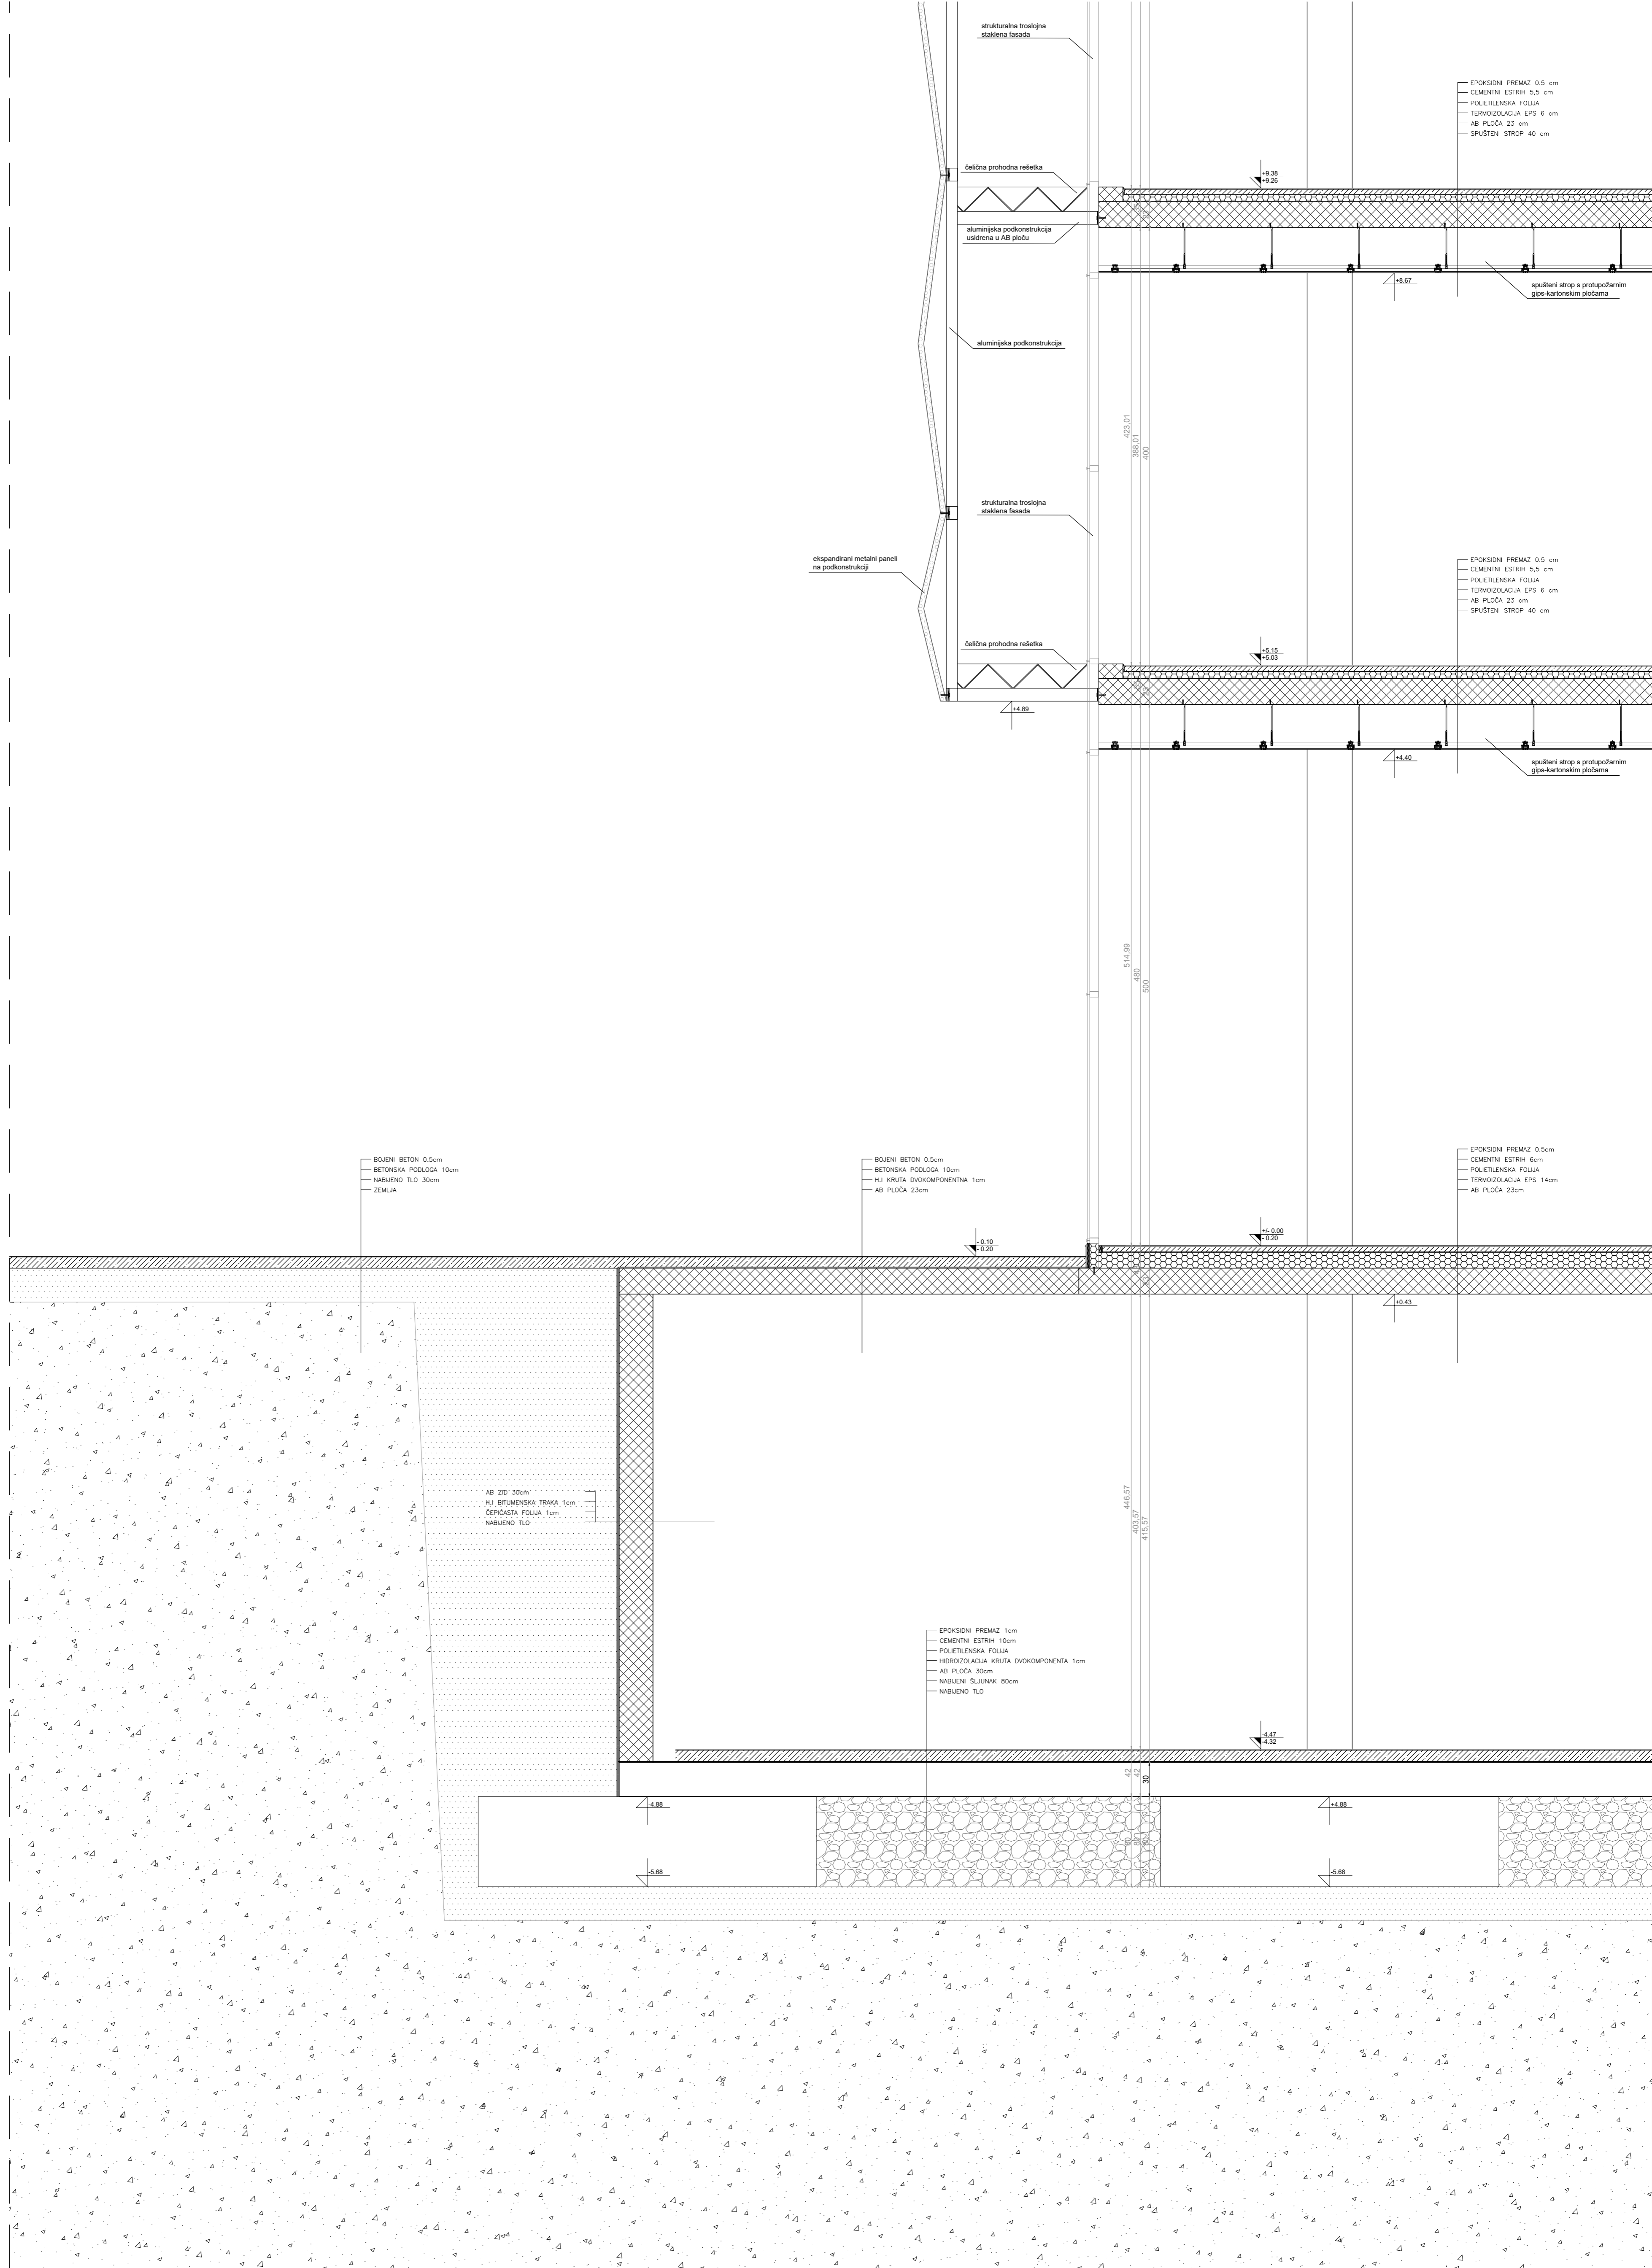 strukturalna troslojna
staklena fasada
EPOKSIDNI PREMAZ 0.5 cm
CEMENTNI ESTRIH 5,5 cm
POLIETILENSKA FOLIJA
TERMOIZOLACIJA EPS 6 cm
AB PLOČA 23 cm
SPUŠTENI STROP 40 cm
čelična prohodna rešetka
+9.38
+9.26
aluminijska podkonstrukcija
usidrena u AB ploču
+8.67
spušteni strop s protupožarnim
gips-kartonskim pločama
aluminijska podkonstrukcija
423,01
388,01
400
strukturalna troslojna
staklena fasada
ekspandirani metalni paneli
na podkonstrukciji
EPOKSIDNI PREMAZ 0.5 cm
CEMENTNI ESTRIH 5,5 cm
POLIETILENSKA FOLIJA
TERMOIZOLACIJA EPS 6 cm
AB PLOČA 23 cm
SPUŠTENI STROP 40 cm
čelična prohodna rešetka
+5.15
+5.03
+4.89
+4.40
spušteni strop s protupožarnim
gips-kartonskim pločama
514,99
480
500
BOJENI BETON 0.5cm
BETONSKA PODLOGA 10cm
NABIJENO TLO 30cm
ZEMLJA
BOJENI BETON 0.5cm
BETONSKA PODLOGA 10cm
H.I KRUTA DVOKOMPONENTNA 1cm
AB PLOČA 23cm
EPOKSIDNI PREMAZ 0.5cm
CEMENTNI ESTRIH 6cm
POLIETILENSKA FOLIJA
TERMOIZOLACIJA EPS 14cm
AB PLOČA 23cm
- 0.10
- 0.20
+/- 0.00
- 0.20
+0.43
AB ZID 30cm
H.I BITUMENSKA TRAKA 1cm
ČEPIĆASTA FOLIJA 1cm
NABIJENO TLO
446,57
403,57
415,57
EPOKSIDNI PREMAZ 1cm
CEMENTNI ESTRIH 10cm
POLIETILENSKA FOLIJA
HIDROIZOLACIJA KRUTA DVOKOMPONENTA 1cm
AB PLOČA 30cm
NABIJENI ŠLJUNAK 80cm
NABIJENO TLO
-4.47
-4.32
42
42
30
-4.88
+4.88
80
80
80
-5.68
-5.68